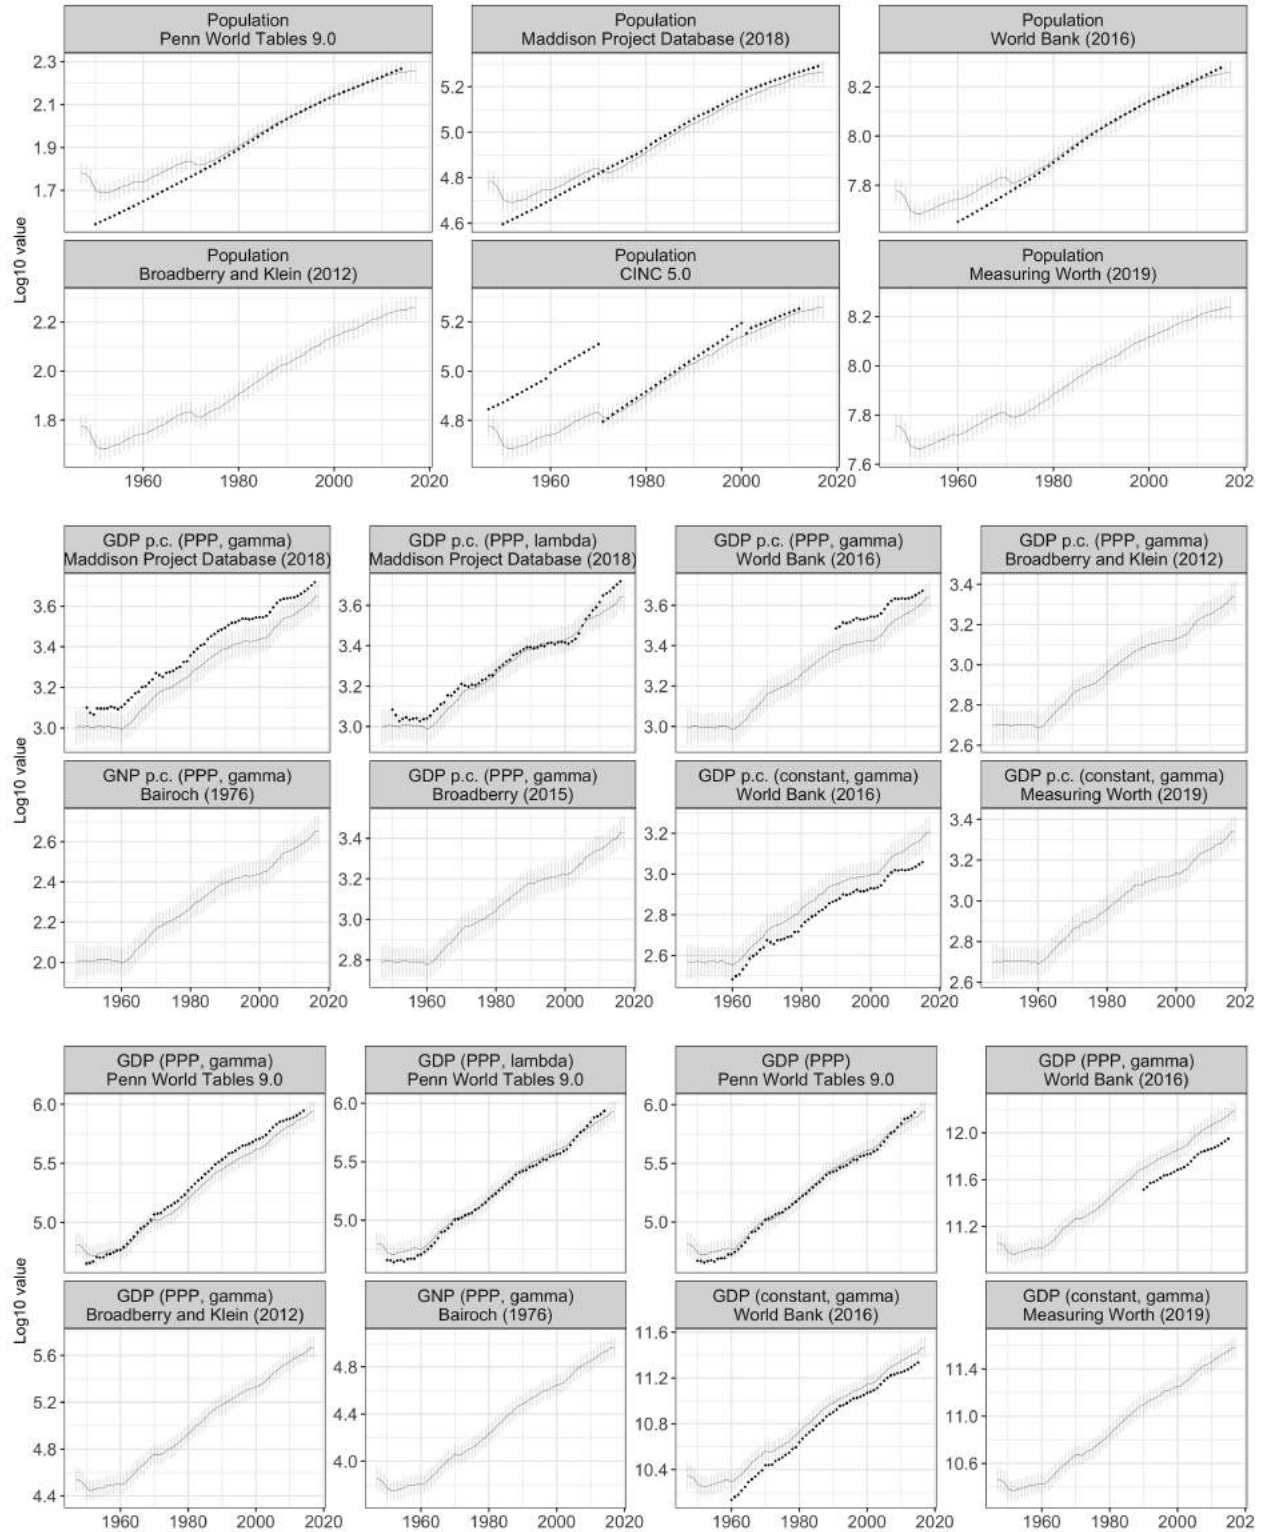 Population
Penn World Tables 9.0
Population
Maddison Project Database (2018)
Population
World Bank (2016)
2.3
2.1
1.9
1.7
5.2
5.0
4.8
4.6
8.2
8.0
7.8
Log10 value
Population
Broadberry and Klein (2012)
Population
CINC 5.0
Population
Measuring Worth (2019)
2.2
2.0
1.8
5.2
5.0
4.8
8.2
8.0
7.8
7.6
1960 1980 2000 2020
1960 1980 2000 2020
1960 1980 2000 202
GDP p.c. (PPP, gamma)
Maddison Project Database (2018)
GDP p.c. (PPP, lambda)
Maddison Project Database (2018)
GDP p.c. (PPP, gamma)
World Bank (2016)
GDP p.c. (PPP, gamma)
Broadberry and Klein (2012)
3.6
3.4
3.2
3.0
3.6
3.4
3.2
3.0
3.6
3.4
3.2
3.0
3.4
3.2
3.0
2.8
2.6
Log10 value
GNP p.c. (PPP, gamma)
Bairoch (1976)
GDP p.c. (PPP, gamma)
Broadberry (2015)
GDP p.c. (constant, gamma)
World Bank (2016)
GDP p.c. (constant, gamma)
Measuring Worth (2019)
2.6
2.4
2.2
2.0
3.4
3.2
3.0
2.8
3.2
3.0
2.8
2.6
3.4
3.2
3.0
2.8
2.6
1960 1980 2000 2020
1960 1980 2000 2020
1960 1980 2000 2020
1960 1980 2000 202
GDP (PPP, gamma)
Penn World Tables 9.0
GDP (PPP, lambda)
Penn World Tables 9.0
GDP (PPP)
Penn World Tables 9.0
GDP (PPP, gamma)
World Bank (2016)
6.0
5.5
5.0
6.0
5.5
5.0
6.0
5.5
5.0
12.0
11.6
11.2
Log10 value
GDP (PPP, gamma)
Broadberry and Klein (2012)
GNP (PPP, gamma)
Bairoch (1976)
GDP (constant, gamma)
World Bank (2016)
GDP (constant, gamma)
Measuring Worth (2019)
5.6
5.2
4.8
4.4
4.8
4.4
4.0
11.6
11.2
10.8
10.4
11.4
11.0
10.6
1960 1980 2000 2020
1960 1980 2000 2020
1960 1980 2000 2020
1960 1980 2000 202